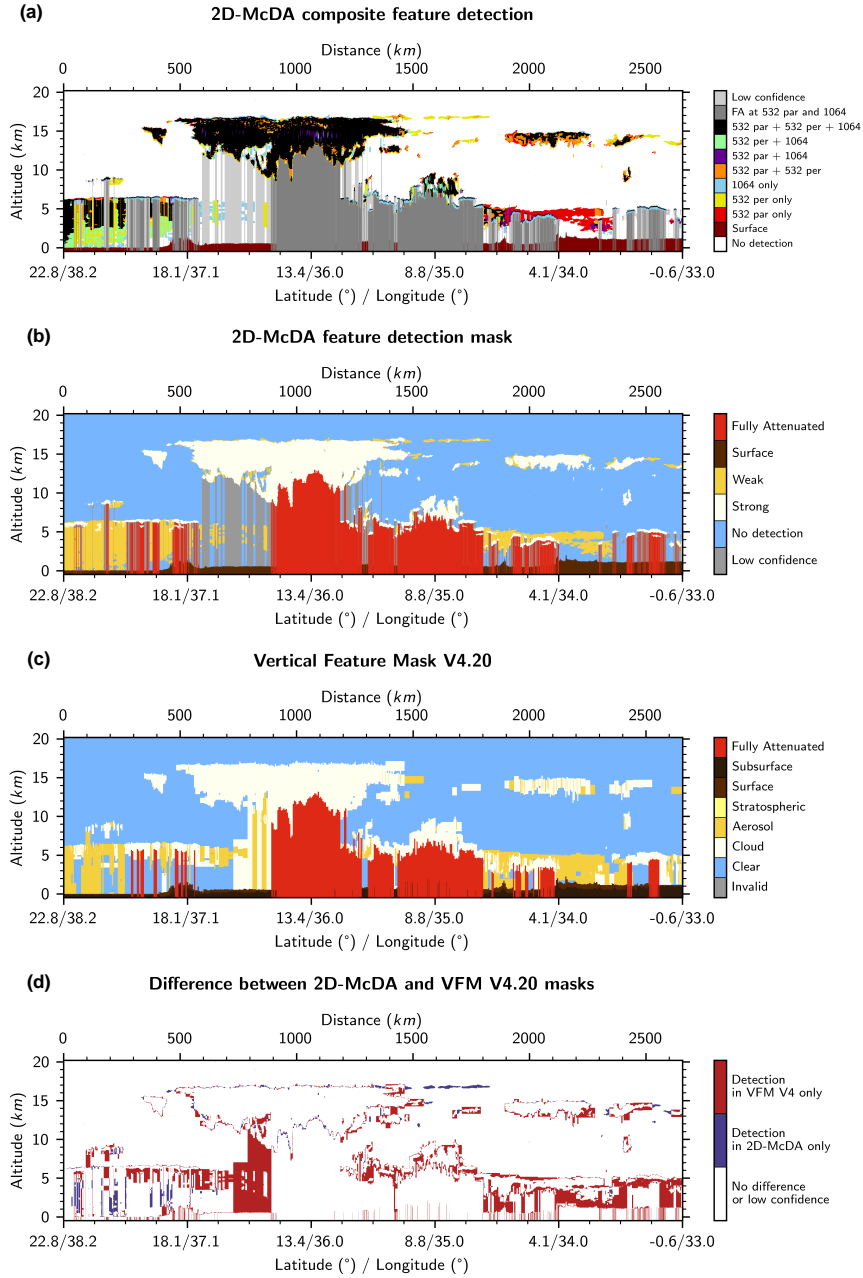 (a)
2D-McDA composite feature detection
Distance (km)
0 500 1000 1500 2000 2500
Altitude (km)
20
15
10
5
0
22.8/38.2 18.1/37.1 13.4/36.0 8.8/35.0 4.1/34.0 -0.6/33.0
Latitude (°) / Longitude (°)
Low confidence
FA at 532 par and 1064
532 par + 532 per + 1064
532 per + 1064
532 par + 1064
532 par + 532 per
1064 only
532 per only
532 par only
Surface
No detection
(b)
2D-McDA feature detection mask
Distance (km)
0 500 1000 1500 2000 2500
Altitude (km)
20
15
10
5
0
22.8/38.2 18.1/37.1 13.4/36.0 8.8/35.0 4.1/34.0 -0.6/33.0
Latitude (°) / Longitude (°)
Fully Attenuated
Surface
Weak
Strong
No detection
Low confidence
(c)
Vertical Feature Mask V4.20
Distance (km)
0 500 1000 1500 2000 2500
Altitude (km)
20
15
10
5
0
22.8/38.2 18.1/37.1 13.4/36.0 8.8/35.0 4.1/34.0 -0.6/33.0
Latitude (°) / Longitude (°)
Fully Attenuated
Subsurface
Surface
Stratospheric
Aerosol
Cloud
Clear
Invalid
(d)
Difference between 2D-McDA and VFM V4.20 masks
Distance (km)
0 500 1000 1500 2000 2500
Altitude (km)
20
15
10
5
0
22.8/38.2 18.1/37.1 13.4/36.0 8.8/35.0 4.1/34.0 -0.6/33.0
Latitude (°) / Longitude (°)
Detection
in VFM V4 only
Detection
in 2D-McDA only
No difference
or low confidence